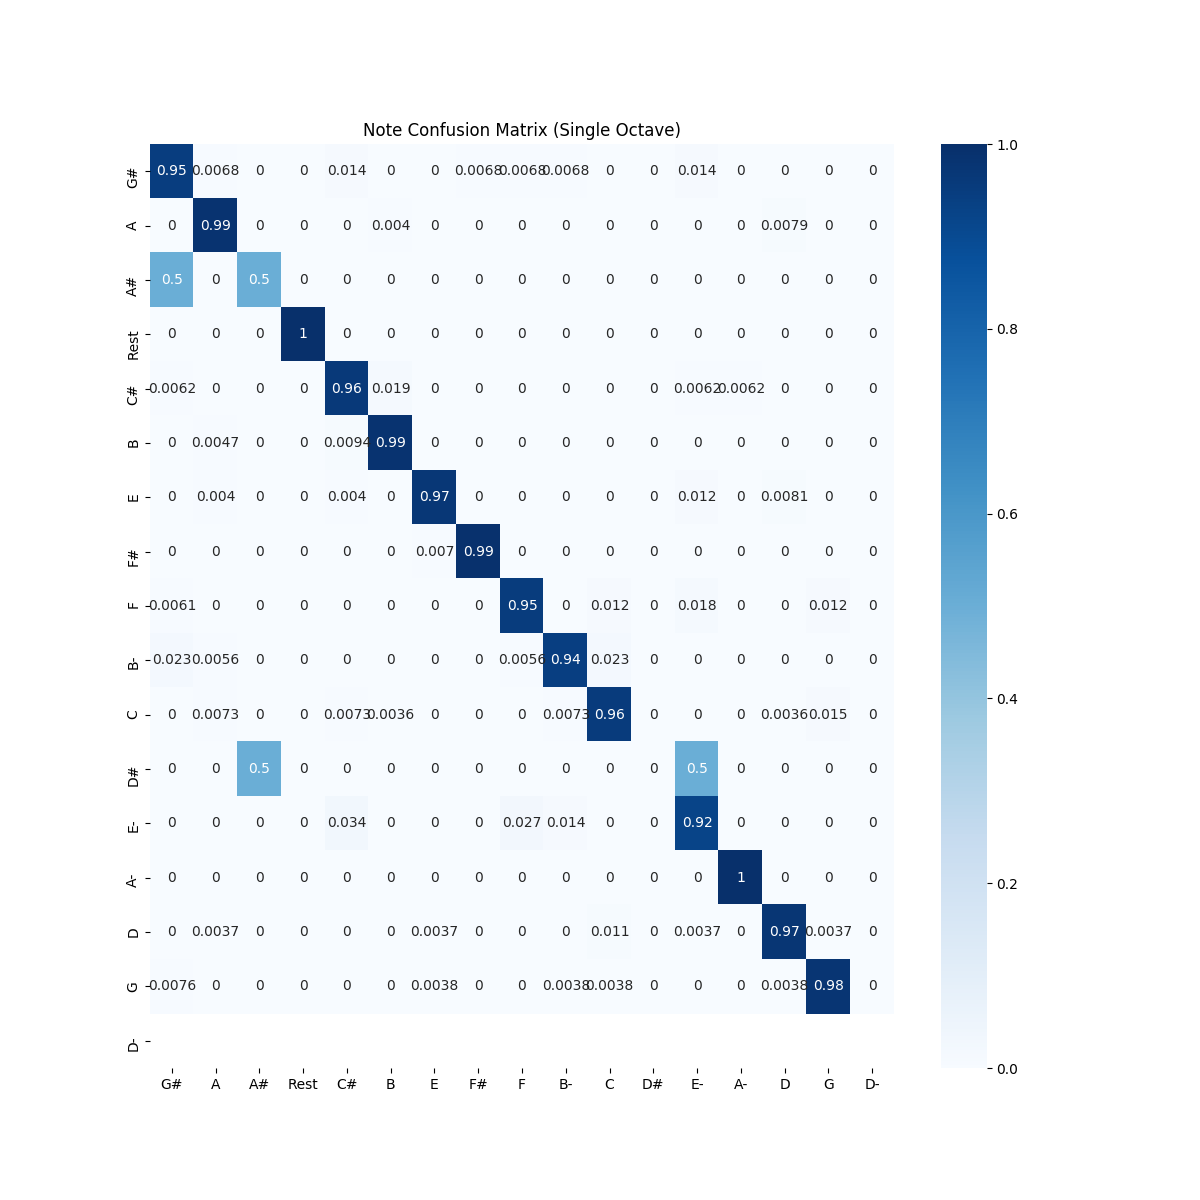 Note Confusion Matrix (Single Octave)
G# 0.95 0.0068 0 0 0.014 0 0 0.0068 0.0068 0.0068 0 0 0.014 0 0 0 0
A 0 0.99 0 0 0 0.004 0 0 0 0 0 0 0 0 0.0079 0 0
A# 0.5 0 0.5 0 0 0 0 0 0 0 0 0 0 0 0 0 0
Rest 0 0 0 1 0 0 0 0 0 0 0 0 0 0 0 0 0
C# 0.0062 0 0 0 0.96 0.019 0 0 0 0 0 0 0.0062 0.0062 0 0 0
B 0 0.0047 0 0 0.0094 0.99 0 0 0 0 0 0 0 0 0 0 0
E 0 0.004 0 0 0.004 0 0.97 0 0 0 0 0 0.012 0 0.0081 0 0
F# 0 0 0 0 0 0 0.007 0.99 0 0 0 0 0 0 0 0 0
F 0.0061 0 0 0 0 0 0 0 0.95 0 0.012 0 0.018 0 0 0.012 0
B- 0.023 0.0056 0 0 0 0 0 0 0.0056 0.94 0.023 0 0 0 0 0 0
C 0 0.0073 0 0 0.0073 0.0036 0 0 0 0.0073 0.96 0 0 0 0.0036 0.015 0
D# 0 0 0.5 0 0 0 0 0 0 0 0 0 0.5 0 0 0 0
E- 0 0 0 0 0.034 0 0 0 0.027 0.014 0 0 0.92 0 0 0 0
A- 0 0 0 0 0 0 0 0 0 0 0 0 0 1 0 0 0
D 0 0.0037 0 0 0 0 0.0037 0 0 0 0.011 0 0.0037 0 0.97 0.0037 0
G 0.0076 0 0 0 0 0 0.0038 0 0 0.0038 0.0038 0 0 0 0.0038 0.98 0
D-
G# A A# Rest C# B E F# F B- C D# E- A- D G D-
1.0
0.8
0.6
0.4
0.2
0.0